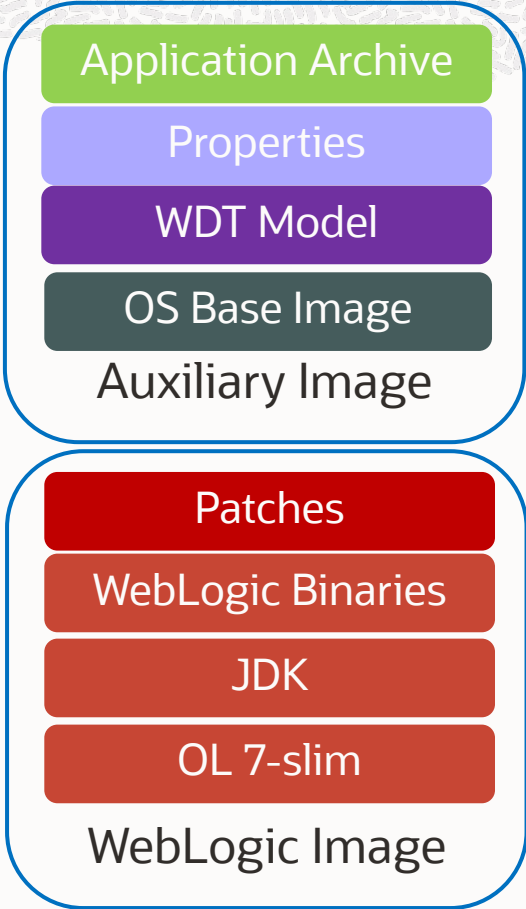 Application Archive
Properties
WDT Model
OS Base Image
Auxiliary Image
Patches
WebLogic Binaries
JDK
OL 7-slim
WebLogic Image